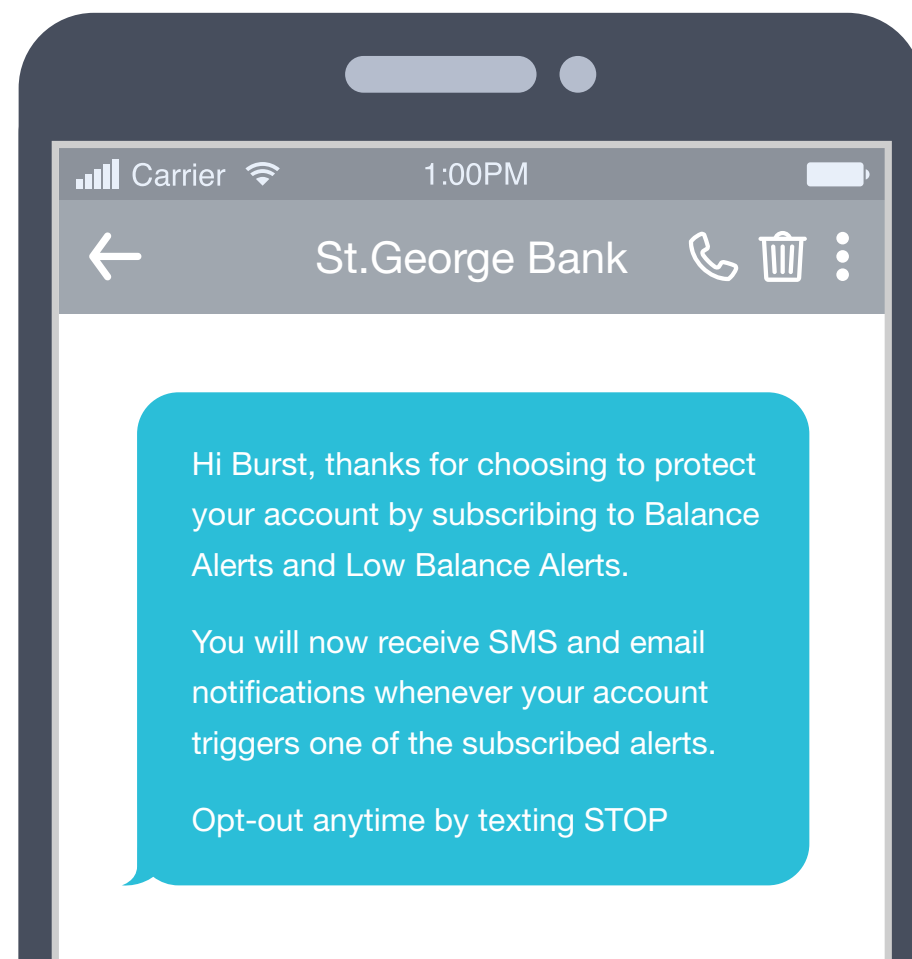 Carrier 1:00PM
St.George Bank
Hi Burst, thanks for choosing to protect
your account by subscribing to Balance
Alerts and Low Balance Alerts.
You will now receive SMS and email
notifications whenever your account
triggers one of the subscribed alerts.
Opt-out anytime by texting STOP